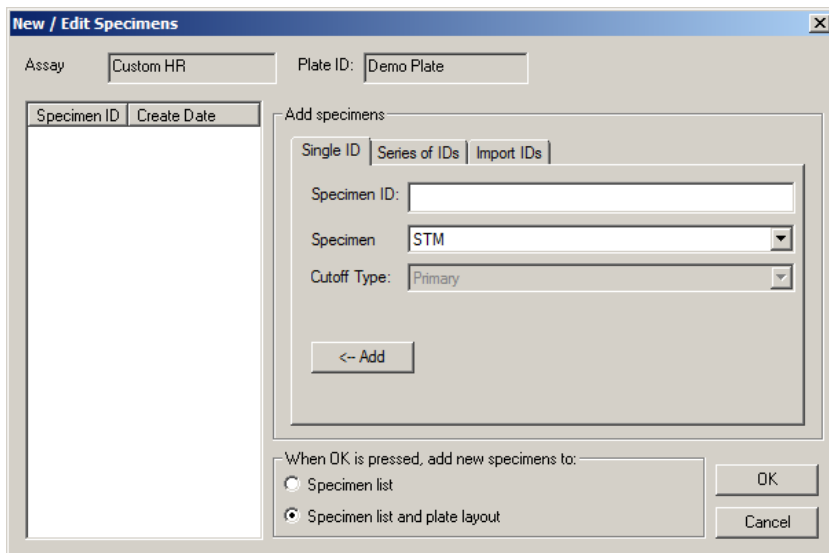 New / Edit Specimens
Assay Custom HR Plate ID: Demo Plate
Specimen ID Create Date
Add specimens
Single ID Series of IDs Import IDs
Specimen ID:
Specimen STM
Cutoff Type: Primary
<-- Add
When OK is pressed, add new specimens to:
Specimen list
Specimen list and plate layout
OK
Cancel